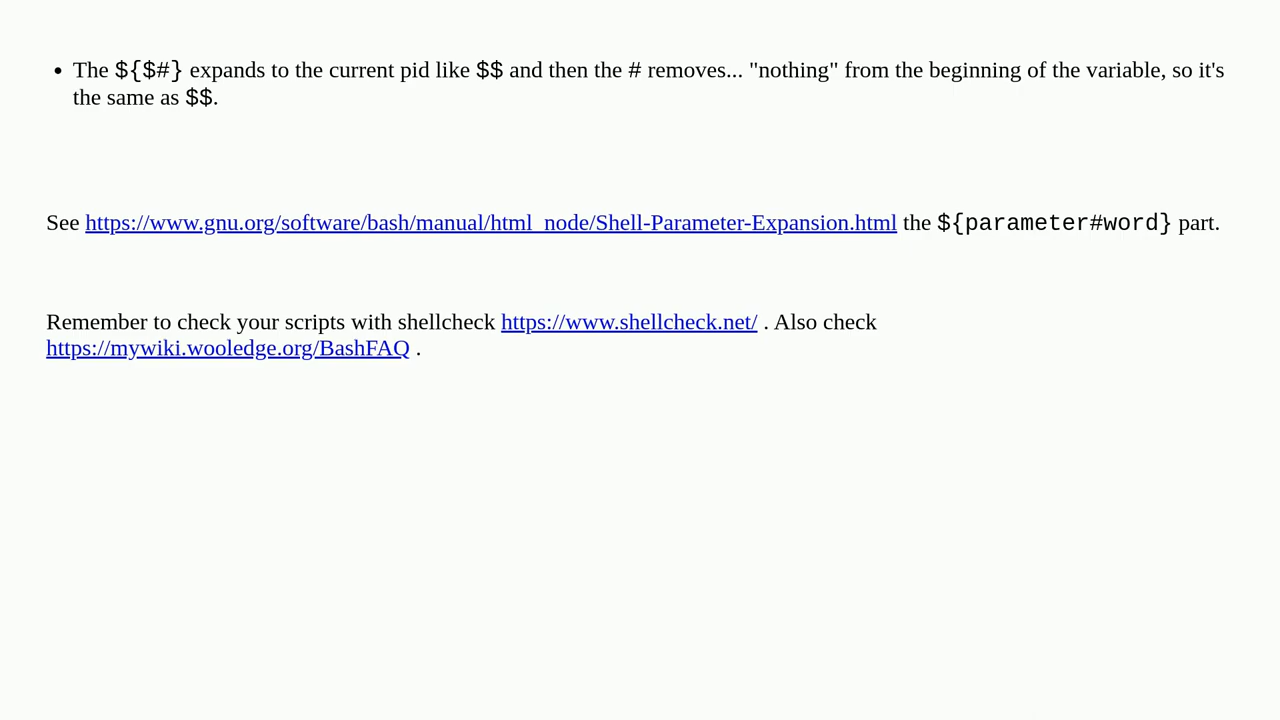 The ${$#} expands to the current pid like $$ and then the # removes... "nothing" from the beginning of the variable, so it's
the same as $$.
See https://www.gnu.org/software/bash/manual/html_node/Shell-Parameter-Expansion.html the ${parameter#word} part.
Remember to check your scripts with shellcheck https://www.shellcheck.net/ . Also check
https://mywiki.wooledge.org/BashFAQ .